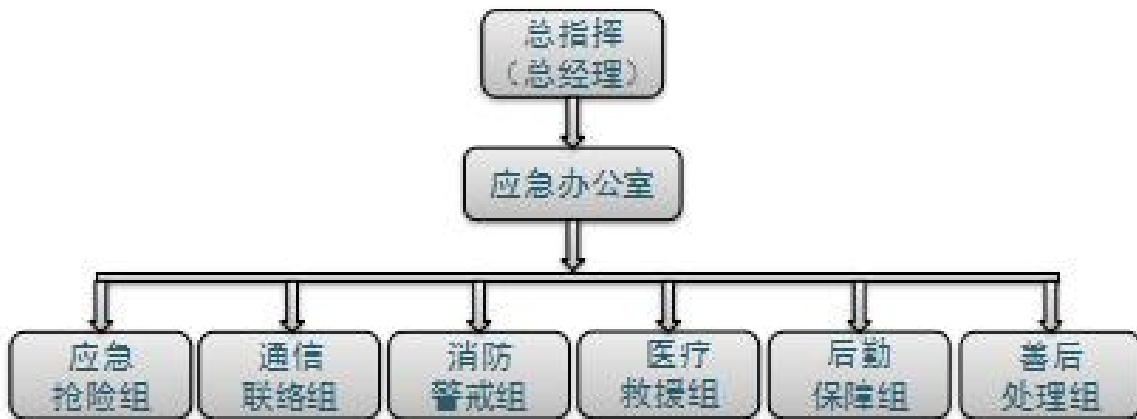 总指挥
（总经理）
应急办公室
应急
抢险组
通信
联络组
消防
警戒组
医疗
救援组
后勤
保障组
善后
处理组